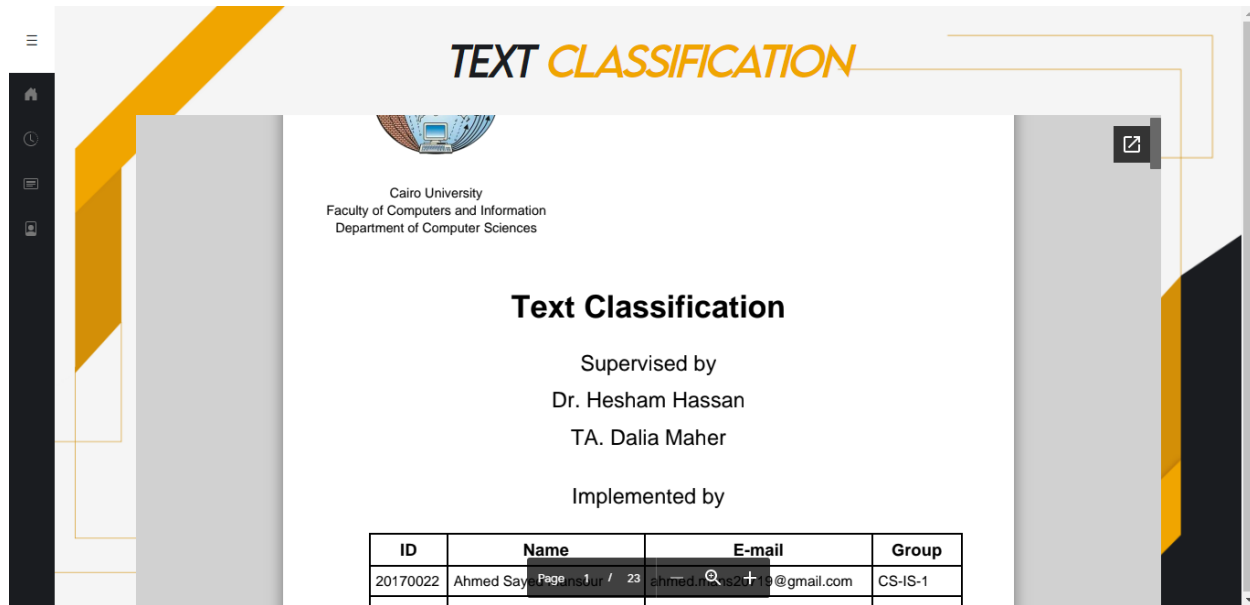 TEXT CLASSIFICATION
Cairo University
Faculty of Computers and Information
Department of Computer Sciences
Text Classification
Supervised by
Dr. Hesham Hassan
TA. Dalia Maher
Implemented by
ID Name E-mail Group
20170022 Ahmed Sayed Mansour CS-IS-1
Page 1 / 23